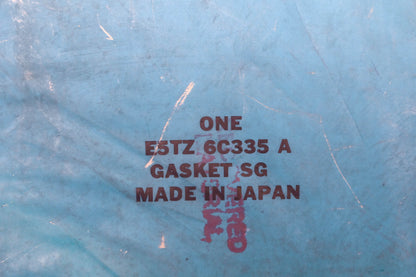 ONE
E5TZ 6C335 A
GASKET SG
MADE IN JAPAN